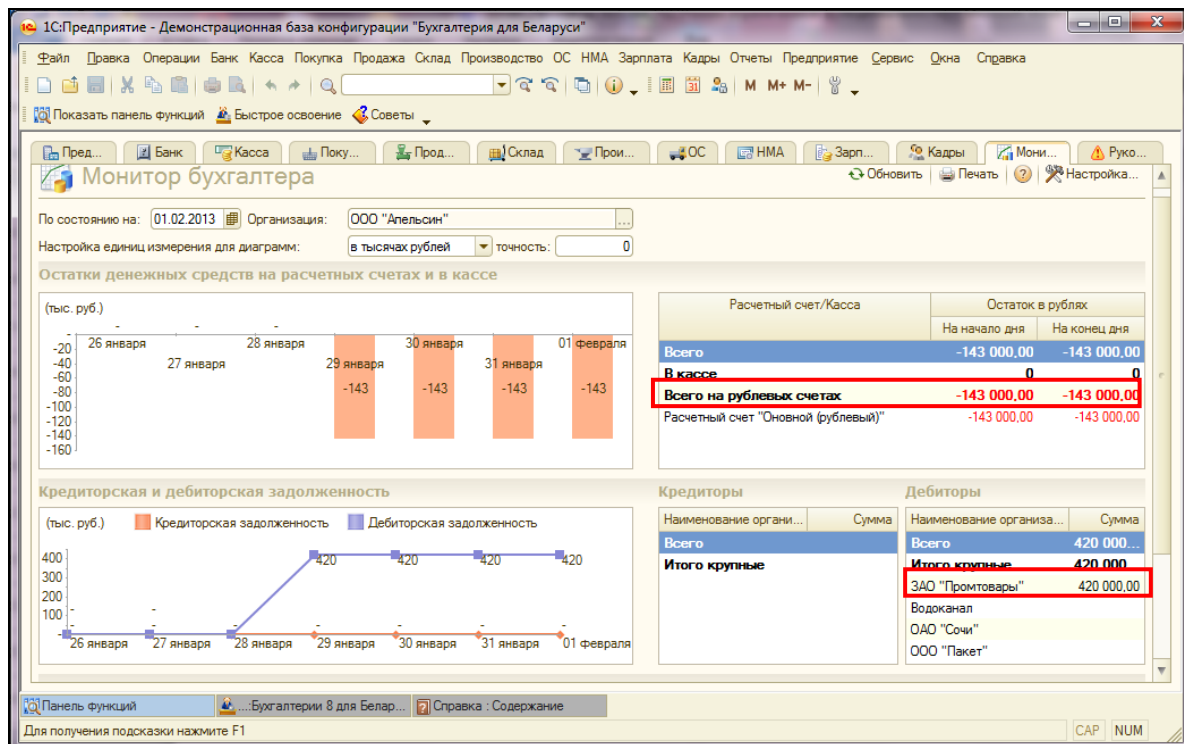 1С:Предприятие - Демонстрационная база конфигурации "Бухгалтерия для Беларуси"
Файл Правка Операции Банк Касса Покупка Продажа Склад Производство ОС НМА Зарплата Кадры Отчеты Предприятие Сервис Окна Справка
31 M M+ M-
Показать панель функций Быстрое освоение Советы
Пред... Банк Касса Поку... Прод... Склад Прои... ОС НМА Зарп... Кадры Мони... Руко...
Монитор бухгалтера Обновить Печать ? Настройка...
По состоянию на: 01.02.2013 Организация: ООО "Апельсин" ...
Настройка единиц измерения для диаграмм: в тысячах рублей точность: 0
Остатки денежных средств на расчетных счетах и в кассе
(тыс. руб.)
- - - -
26 января 28 января 30 января 01 февраля
27 января 29 января 31 января
-143 -143 -143 -143
-20
-40
-60
-80
-100
-120
-140
-160
Расчетный счет/Касса Остаток в рублях
На начало дня На конец дня
Всего -143 000,00 -143 000,00
В кассе 0 0
Всего на рублевых счетах -143 000,00 -143 000,00
Расчетный счет "Оновной (рублевый)" -143 000,00 -143 000,00
Кредиторская и дебиторская задолженность
(тыс. руб.) Кредиторская задолженность Дебиторская задолженность
420 420 420 420
400
300
200
100 - -
- - - - -
26 января 27 января 28 января 29 января 30 января 31 января 01 февраля
Кредиторы
Наименование органи... Сумма
Всего
Итого крупные
Дебиторы
Наименование организа... Сумма
Всего 420 000...
Итого крупные 420 000...
ЗАО "Промтовары" 420 000,00
Водоканал
ОАО "Сочи"
ООО "Пакет"
Панель функций ...:Бухгалтерии 8 для Белар... Справка : Содержание
Для получения подсказки нажмите F1 CAP NUM